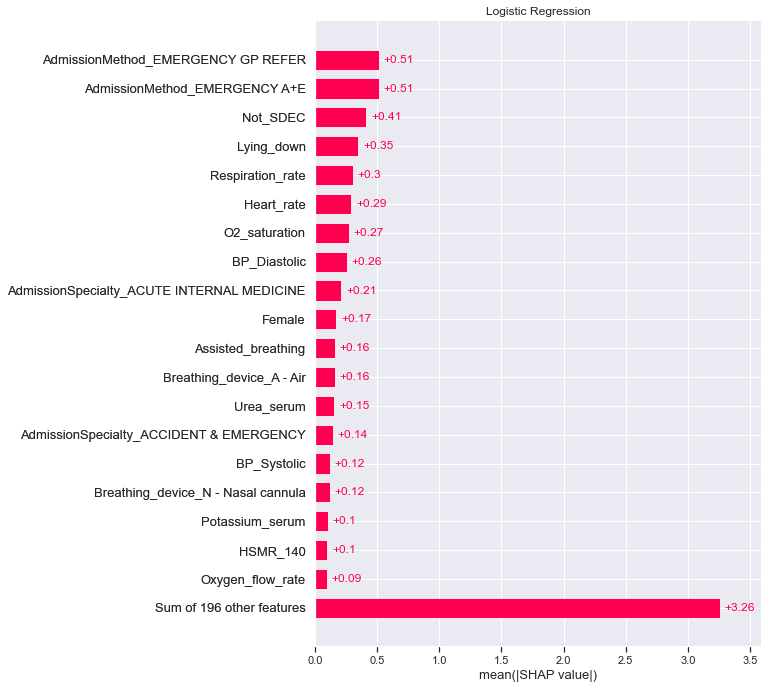 Logistic Regression
AdmissionMethod_EMERGENCY GP REFER +0.51
AdmissionMethod_EMERGENCY A+E +0.51
Not_SDEC +0.41
Lying_down +0.35
Respiration_rate +0.3
Heart_rate +0.29
O2_saturation +0.27
BP_Diastolic +0.26
AdmissionSpecialty_ACUTE INTERNAL MEDICINE +0.21
Female +0.17
Assisted_breathing +0.16
Breathing_device_A - Air +0.16
Urea_serum +0.15
AdmissionSpecialty_ACCIDENT & EMERGENCY +0.14
BP_Systolic +0.12
Breathing_device_N - Nasal cannula +0.12
Potassium_serum +0.1
HSMR_140 +0.1
Oxygen_flow_rate +0.09
Sum of 196 other features +3.26
0.0 0.5 1.0 1.5 2.0 2.5 3.0 3.5
mean(|SHAP value|)